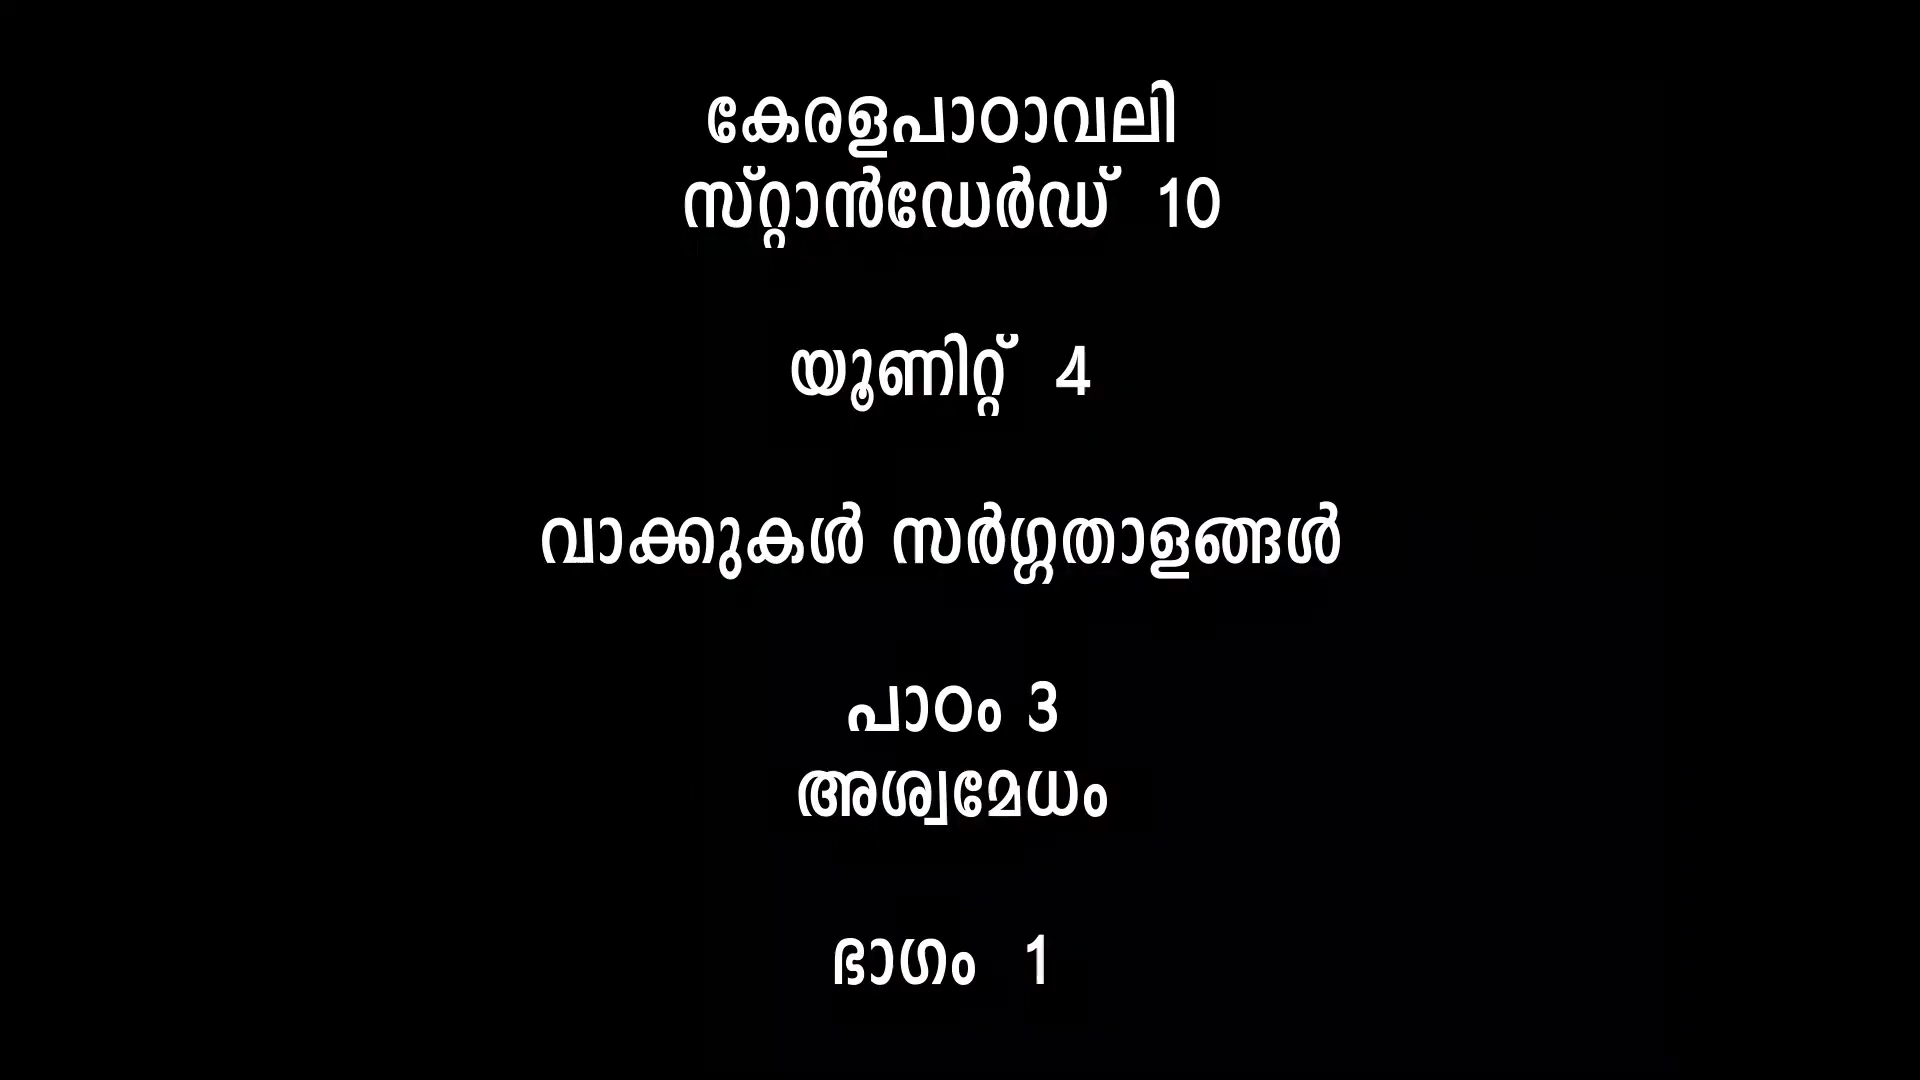 കേരളപാഠാവലി
സ്റ്റാൻഡേർഡ് 10
യൂണിറ്റ് 4
വാക്കുകൾ സർഗ്ഗതാളങ്ങൾ
പാഠം 3
അശ്വമേധം
ഭാഗം 1